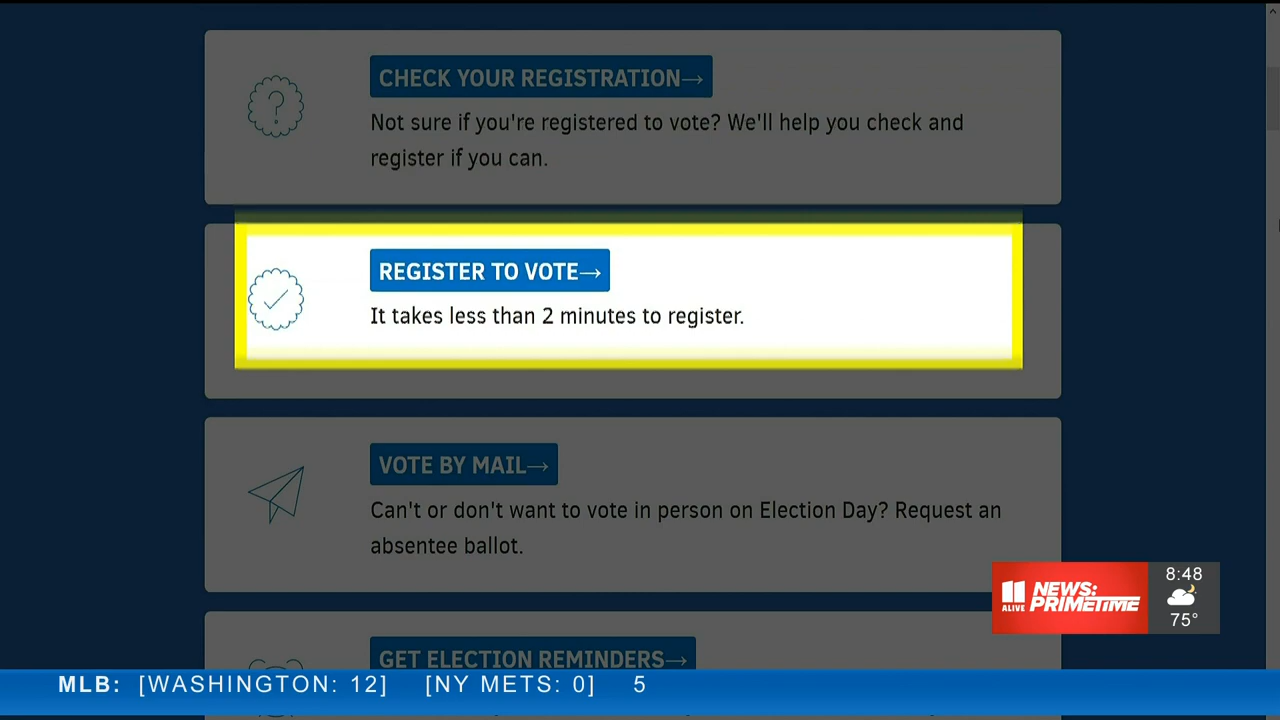 CHECK YOUR REGISTRATION→
Not sure if you're registered to vote? We'll help you check and
register if you can.
REGISTER TO VOTE→
It takes less than 2 minutes to register.
VOTE BY MAIL→
Can't or don't want to vote in person on Election Day? Request an
absentee ballot.
GET ELECTION REMINDERS→
11 ALIVE NEWS: PRIMETIME
8:48
75°
MLB: [WASHINGTON: 12] [NY METS: 0] 5